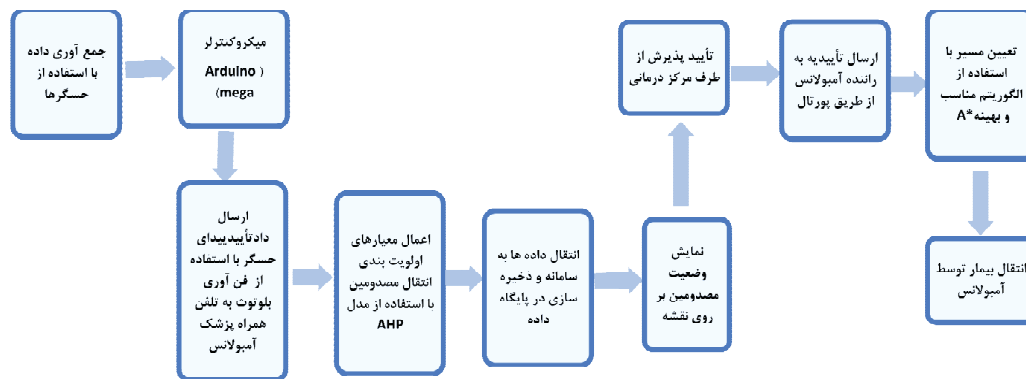 جمع آوری داده
با استفاده از
حسگرها
میکروکنترلر
( Arduino
mega)
ارسال
دادتأییدییدای
حسگر با استفاده
از فن آوری
بلوتوث به تلفن
همراه پزشک
آمبولانس
اعمال معیارهای
اولویت بندی
انتقال مصدومین
با استفاده از مدل
AHP
انتقال داده ها به
سامانه و ذخیره
سازی در پایگاه
داده
نمایش
وضعیت
مصدومین بر
روی نقشه
تأیید پذیرش از
طرف مرکز درمانی
ارسال تأییدیه به
راننده آمبولانس
از طریق پورتال
تعیین مسیر با
استفاده از
الگوریتم مناسب
و بهینه A*
انتقال بیمار توسط
آمبولانس